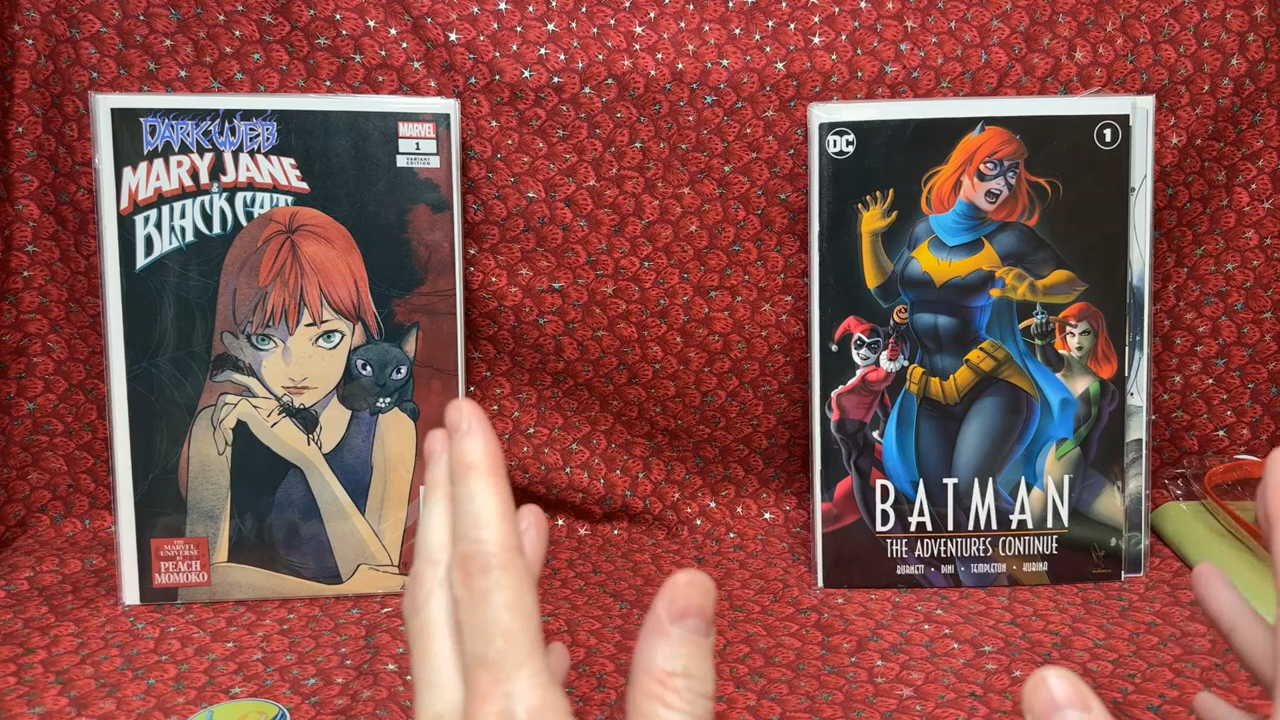 DARK WEB
MARY JANE
&
BLACK CAT
MARVEL
1
VARIANT
EDITION
THE
MARVEL
UNIVERSE
BY
PEACH
MOMOKO
DC
1
BATMAN
THE ADVENTURES CONTINUE
BURNETT • DINI • TEMPLETON • KUBINA